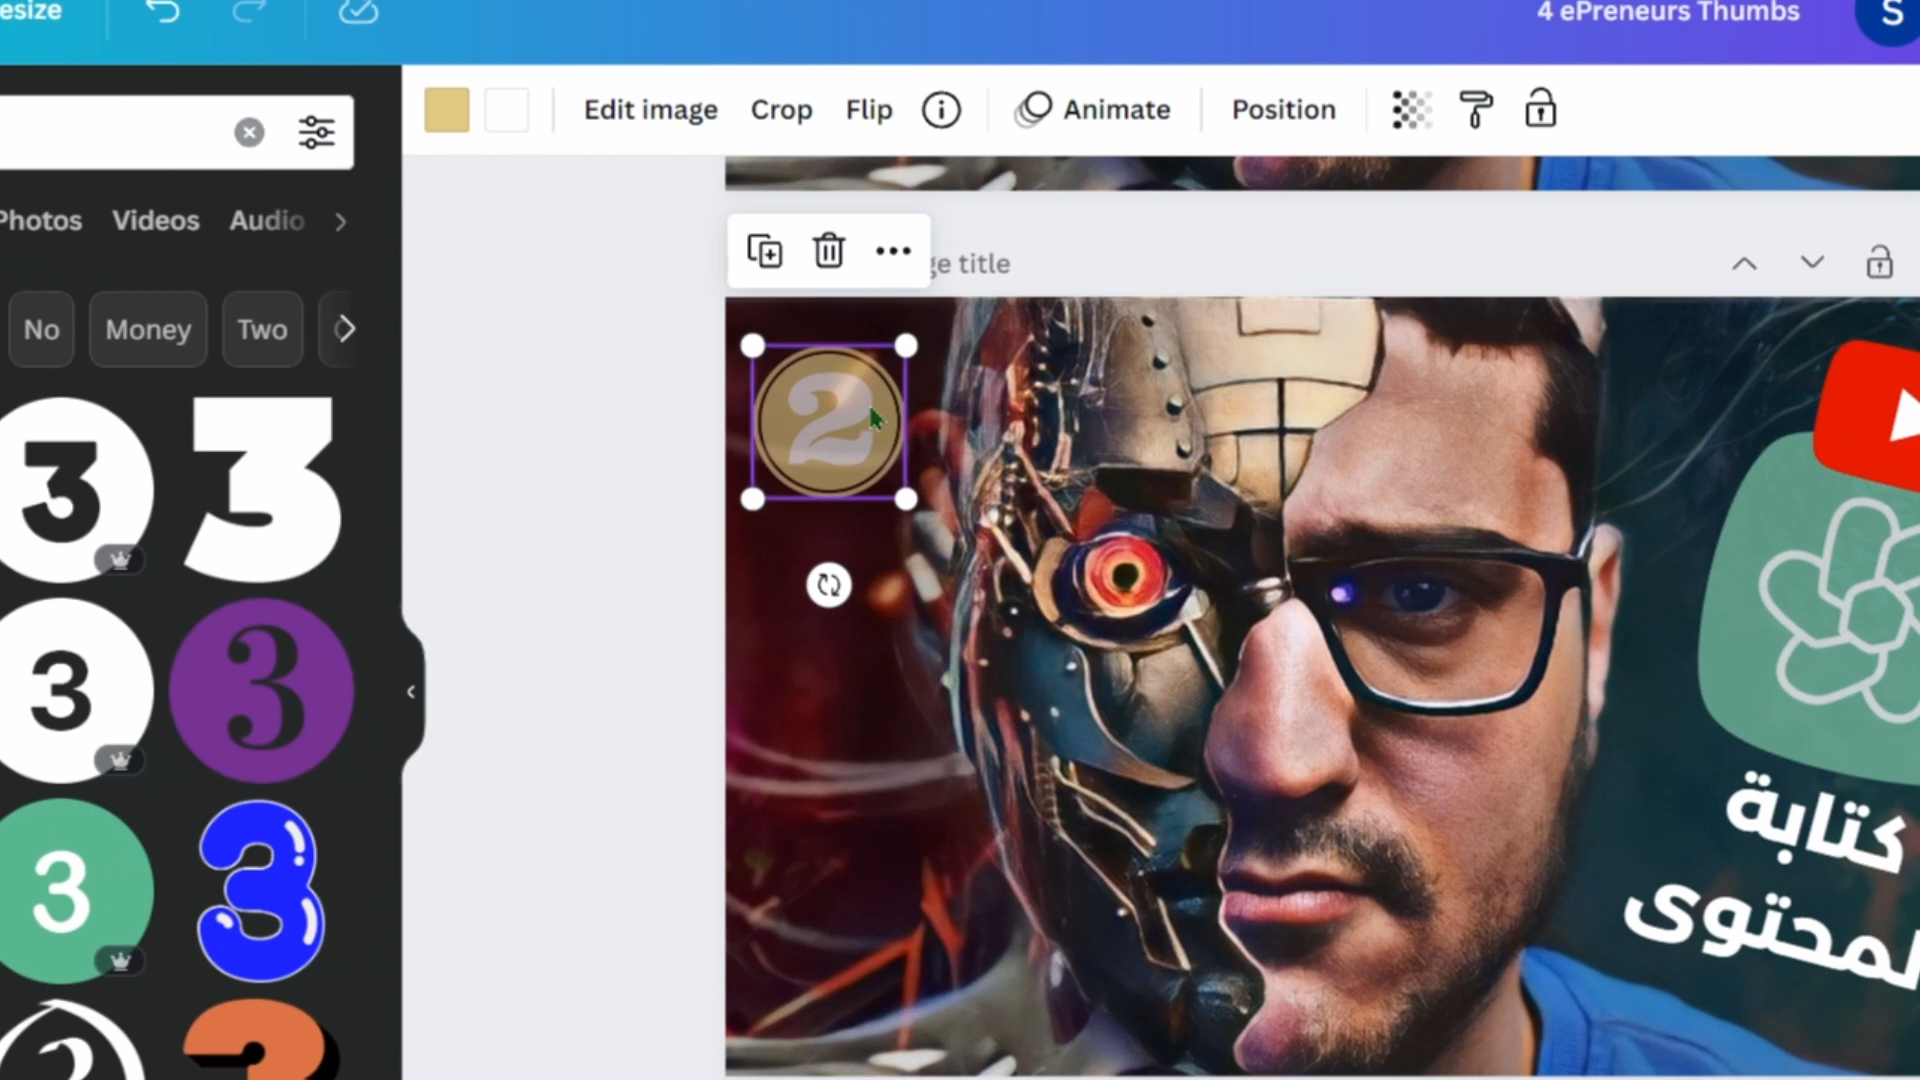 esize
4 ePreneurs Thumbs
S
Edit image
Crop
Flip
Animate
Position
Photos
Videos
Audio
ge title
No
Money
Two
2
3
3
3
3
3
3
كتابة
لمحتوى